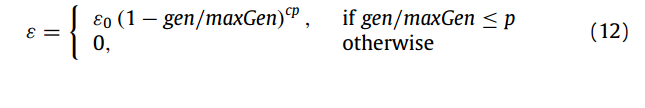 ε = { ε₀ (1 − gen/maxGen)^cp , if gen/maxGen ≤ p
0, otherwise (12)